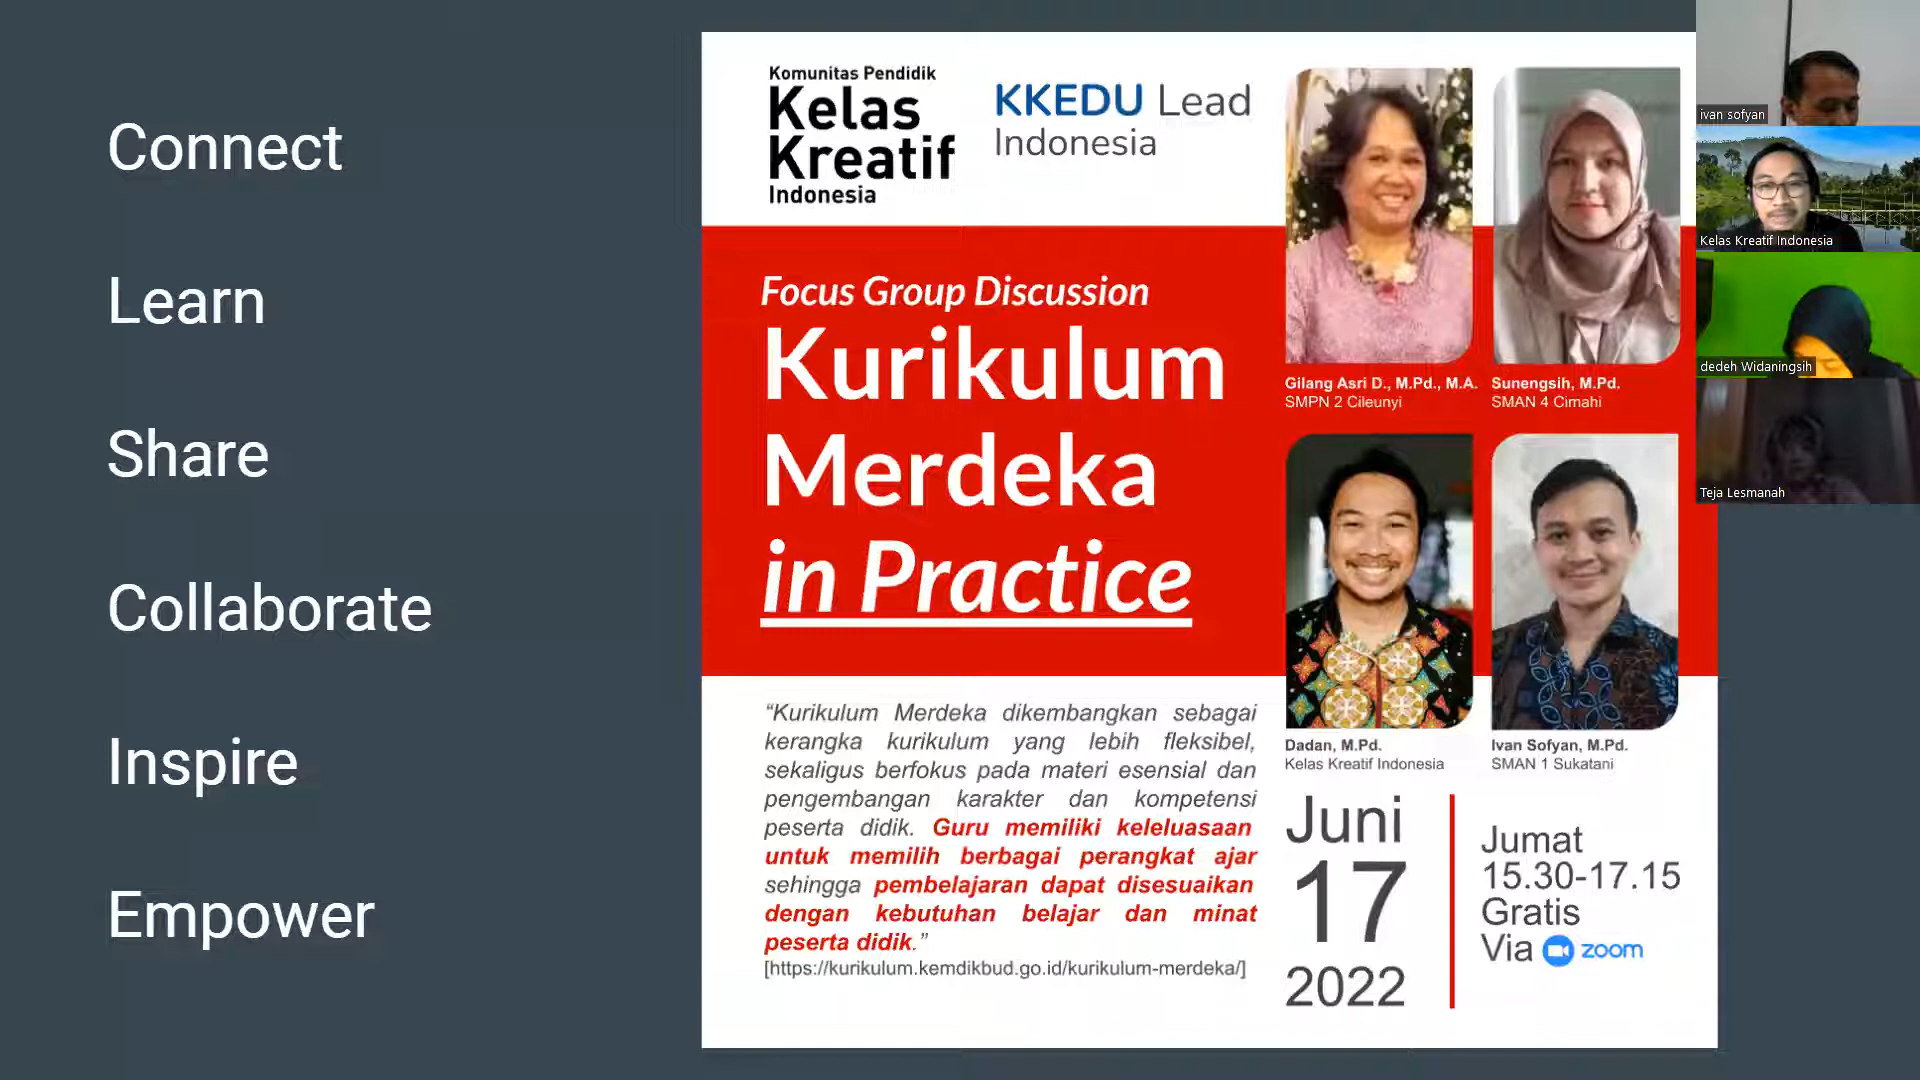 Connect
Learn
Share
Collaborate
Inspire
Empower
Komunitas Pendidik
Kelas
Kreatif
Indonesia
KKEDU Lead
Indonesia
Focus Group Discussion
Kurikulum
Merdeka
in Practice
Gilang Asri D., M.Pd., M.A.
SMPN 2 Cileunyi
Sunengsih, M.Pd.
SMAN 4 Cimahi
Dadan, M.Pd.
Kelas Kreatif Indonesia
Ivan Sofyan, M.Pd.
SMAN 1 Sukatani
“Kurikulum Merdeka dikembangkan sebagai
kerangka kurikulum yang lebih fleksibel,
sekaligus berfokus pada materi esensial dan
pengembangan karakter dan kompetensi
peserta didik. Guru memiliki keleluasaan
untuk memilih berbagai perangkat ajar
sehingga pembelajaran dapat disesuaikan
dengan kebutuhan belajar dan minat
peserta didik.”
[https://kurikulum.kemdikbud.go.id/kurikulum-merdeka/]
Juni
17
2022
Jumat
15.30-17.15
Gratis
Via zoom
ivan sofyan
Kelas Kreatif Indonesia
dedeh Widaningsih
Teja Lesmanah